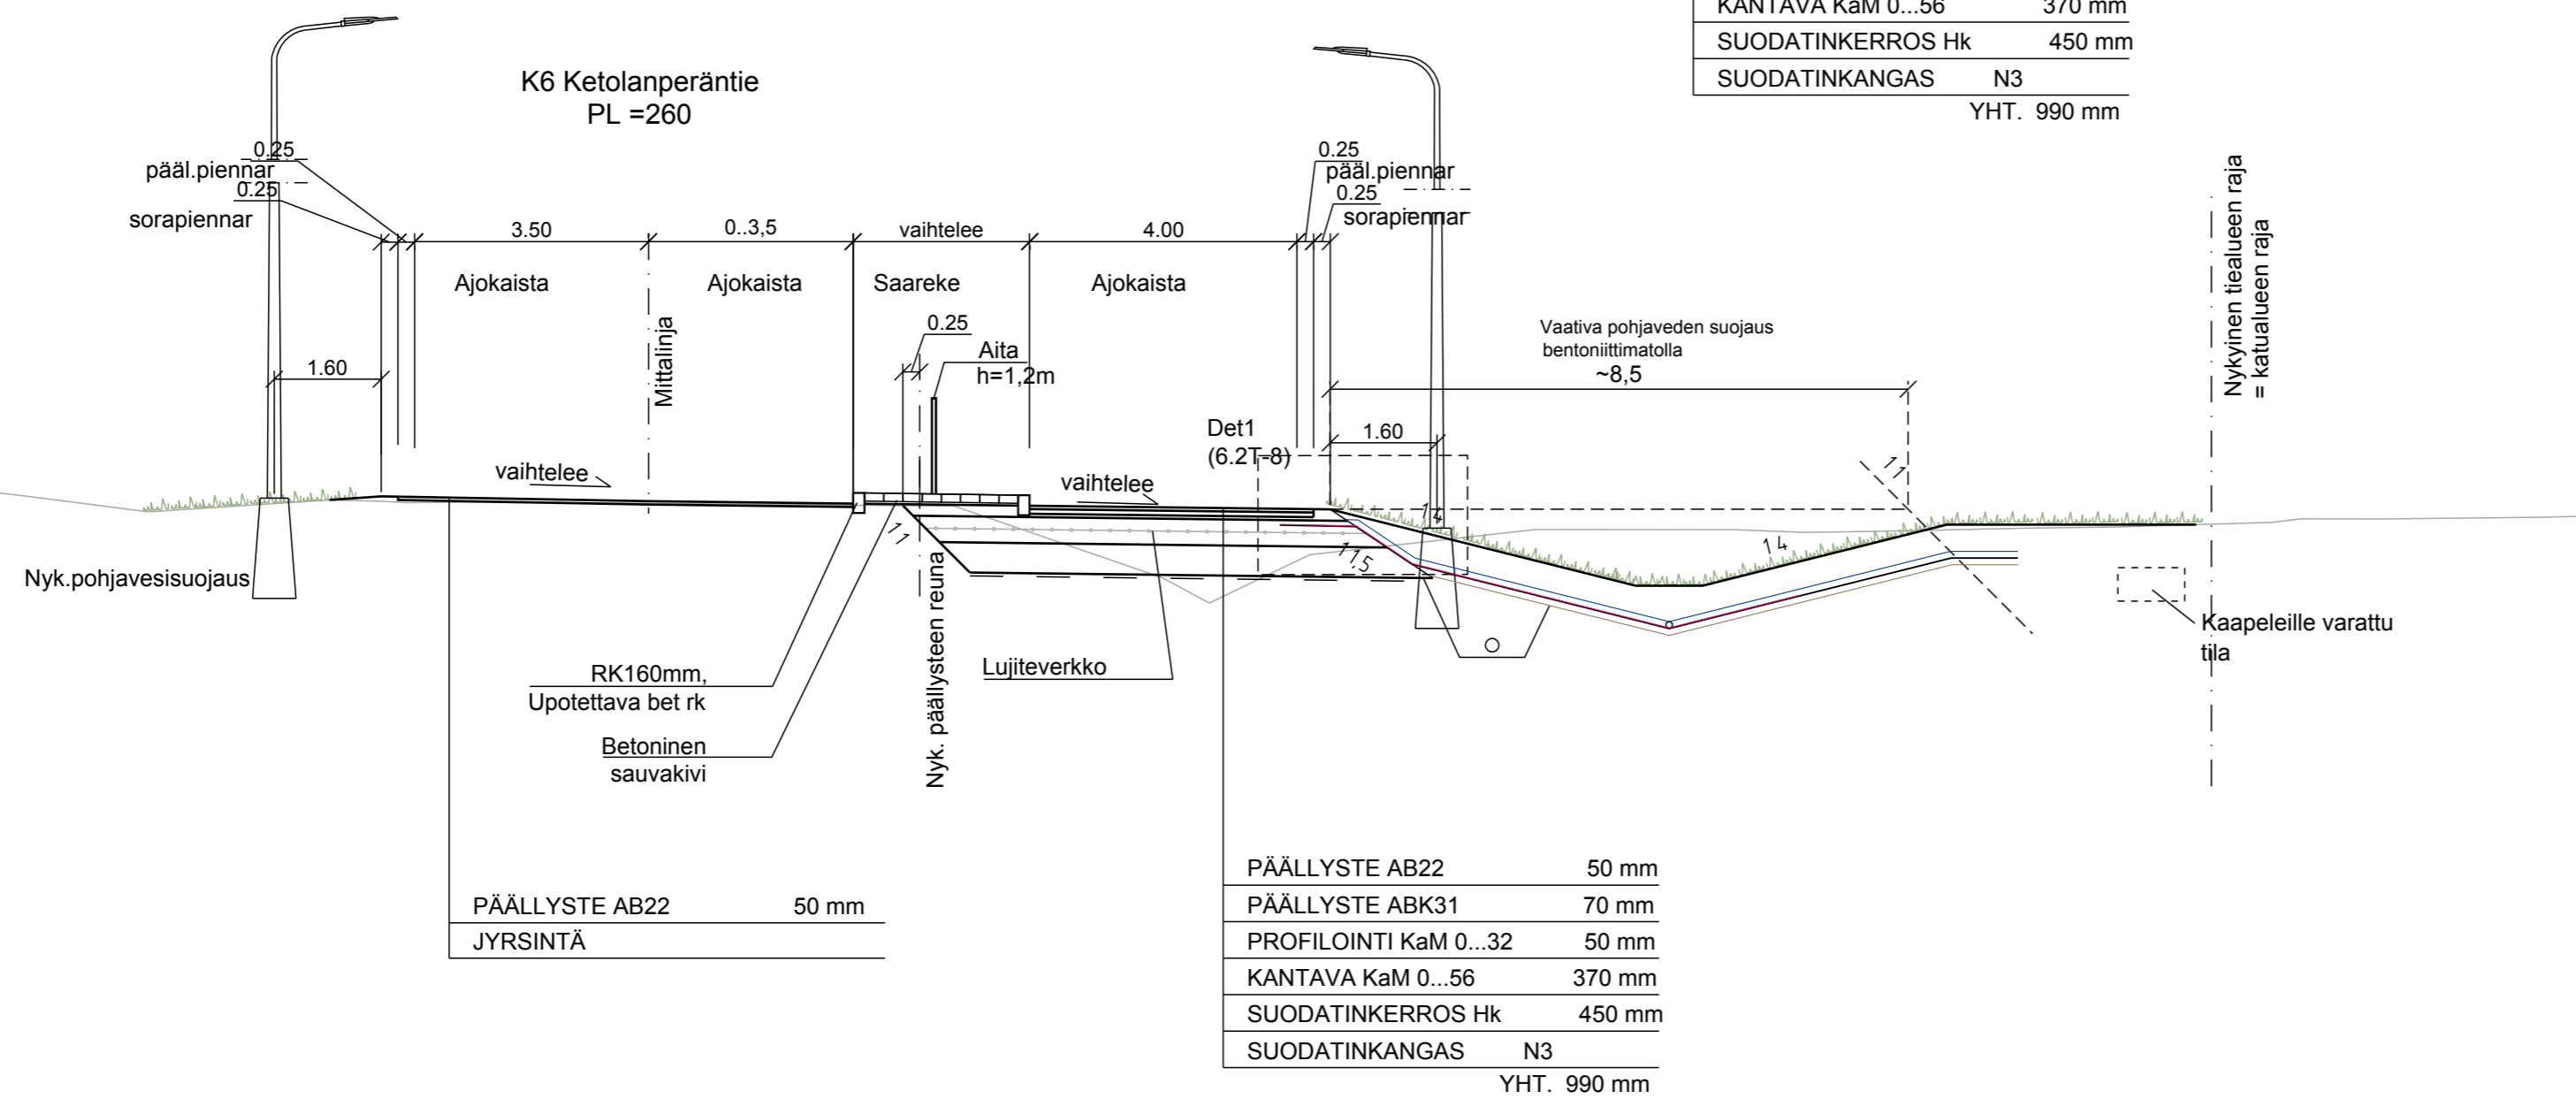 KANTAVA KaM 0...56 370 mm
SUODATINKERROS Hk 450 mm
SUODATINKANGAS N3
YHT. 990 mm
K6 Ketolanperäntie
PL =260
0.25
pääl.piennar
0.25
sorapiennar
0.25
pääl.piennar
0.25
sorapiennar
3.50
0..3,5
vaihtelee
4.00
Ajokaista
Ajokaista
Saareke
Ajokaista
Mittalinja
0.25
Aita
h=1,2m
1.60
Vaativa pohjaveden suojaus
bentoniittimatolla
~8,5
Nykyinen tiealueen raja
= katualueen raja
Det1
(6.2T-8)
1.60
vaihtelee
vaihtelee
1:1
1:4
1:1.5
1:4
1:1
Nyk.pohjavesisuojaus
Nyk. päällysteen reuna
Kaapeleille varattu
tila
RK160mm,
Upotettava bet rk
Lujiteverkko
Betoninen
sauvakivi
PÄÄLLYSTE AB22 50 mm
JYRSINTÄ
PÄÄLLYSTE AB22 50 mm
PÄÄLLYSTE ABK31 70 mm
PROFILOINTI KaM 0...32 50 mm
KANTAVA KaM 0...56 370 mm
SUODATINKERROS Hk 450 mm
SUODATINKANGAS N3
YHT. 990 mm